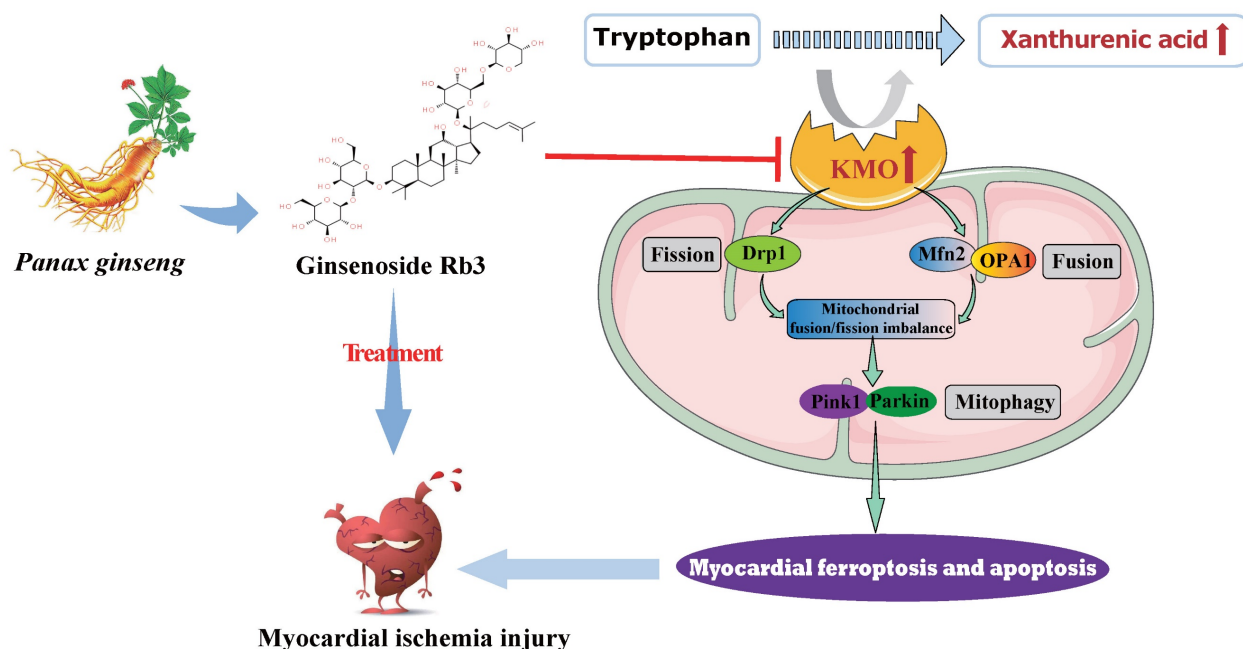 Tryptophan
Xanthurenic acid
KMO
Panax ginseng
Ginsenoside Rb3
Fission
Drp1
Mfn2
OPA1
Fusion
Mitochondrial
fusion/fission imbalance
Treatment
Pink1
Parkin
Mitophagy
Myocardial ferroptosis and apoptosis
Myocardial ischemia injury